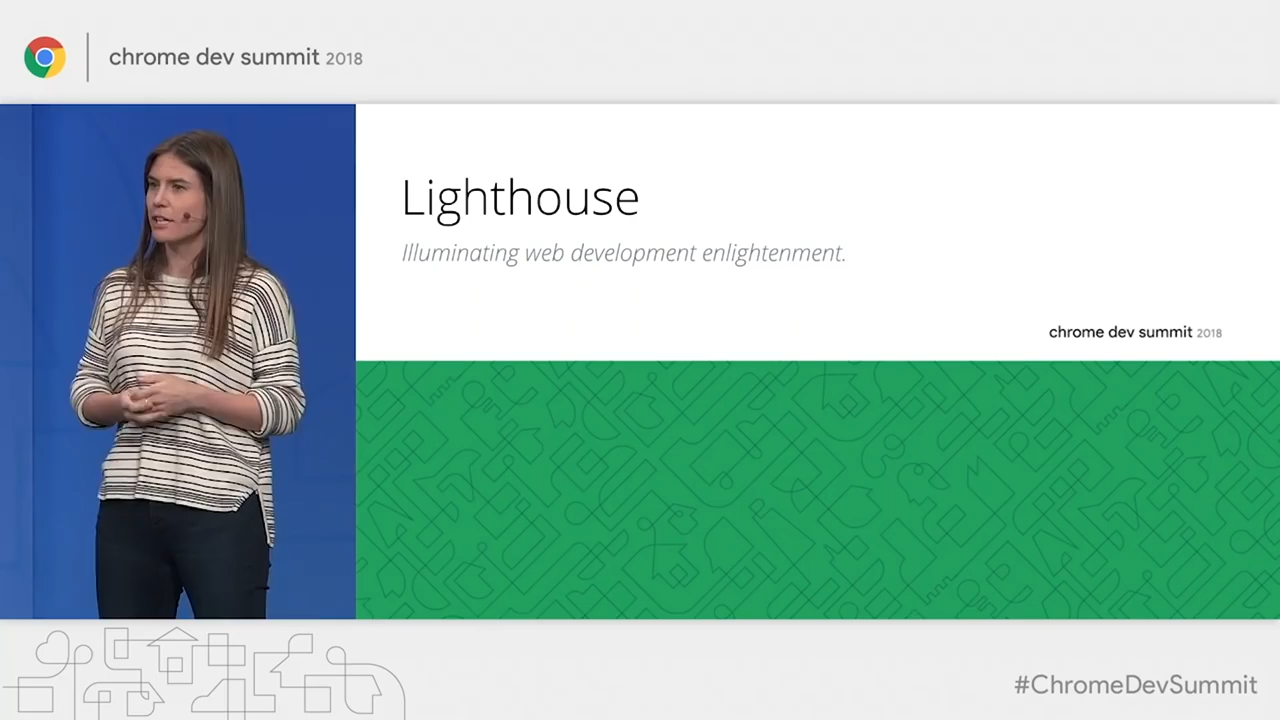 chrome dev summit 2018
Lighthouse
Illuminating web development enlightenment.
chrome dev summit 2018
#ChromeDevSummit